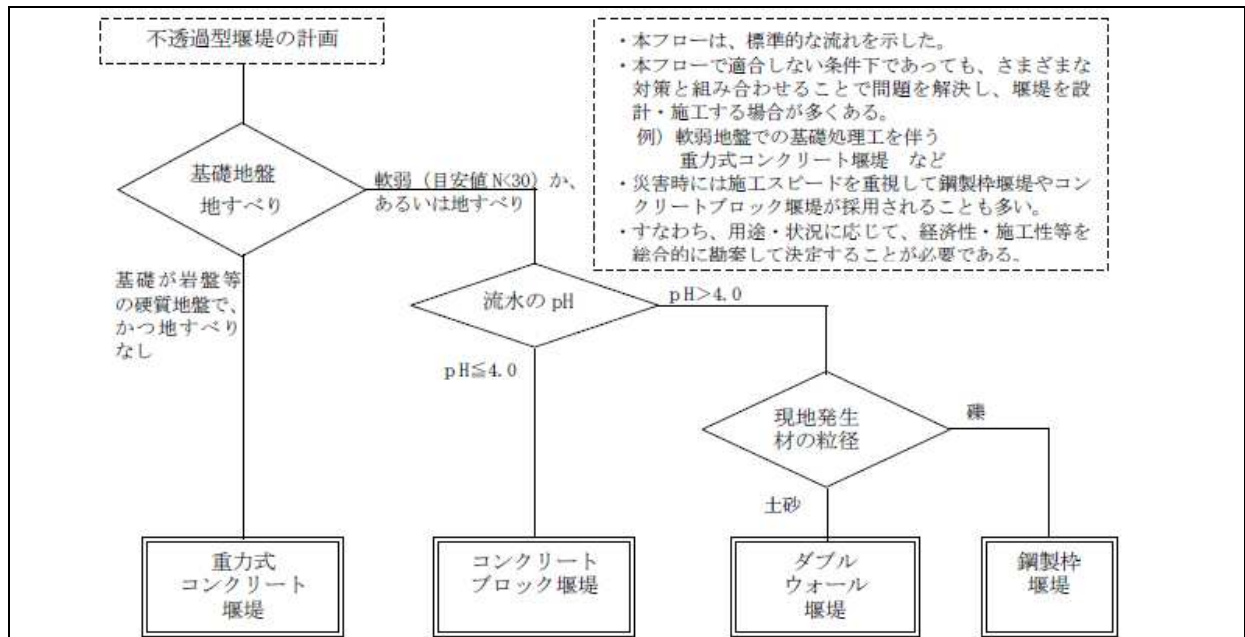 不透過型堰堤の計画
・本フローは、標準的な流れを示した。
・本フローで適合しない条件下であっても、さまざまな
対策と組み合わせることで問題を解決し、堰堤を設
計・施工する場合が多くある。
例）軟弱地盤での基礎処理工を伴う
重力式コンクリート堰堤　など
・災害時には施工スピードを重視して鋼製枠堰堤やコン
クリートブロック堰堤が採用されることも多い。
・すなわち、用途・状況に応じて、経済性・施工性等を
総合的に勘案して決定することが必要である。
基礎地盤
地すべり
軟弱（目安値 N<30）か、
あるいは地すべり
基礎が岩盤等
の硬質地盤で、
かつ地すべり
なし
流水の pH
pH>4.0
pH≦4.0
現地発生
材の粒径
礫
土砂
重力式
コンクリート
堰堤
コンクリート
ブロック堰堤
ダブル
ウォール
堰堤
鋼製枠
堰堤